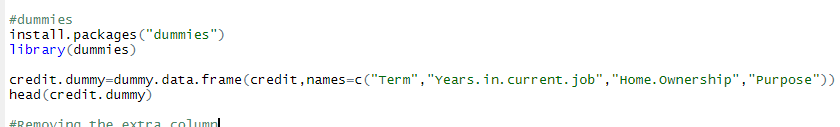 #dummies
install.packages("dummies")
library(dummies)
credit.dummy=dummy.data.frame(credit,names=c("Term","Years.in.current.job","Home.Ownership","Purpose"))
head(credit.dummy)
#Removing the extra column